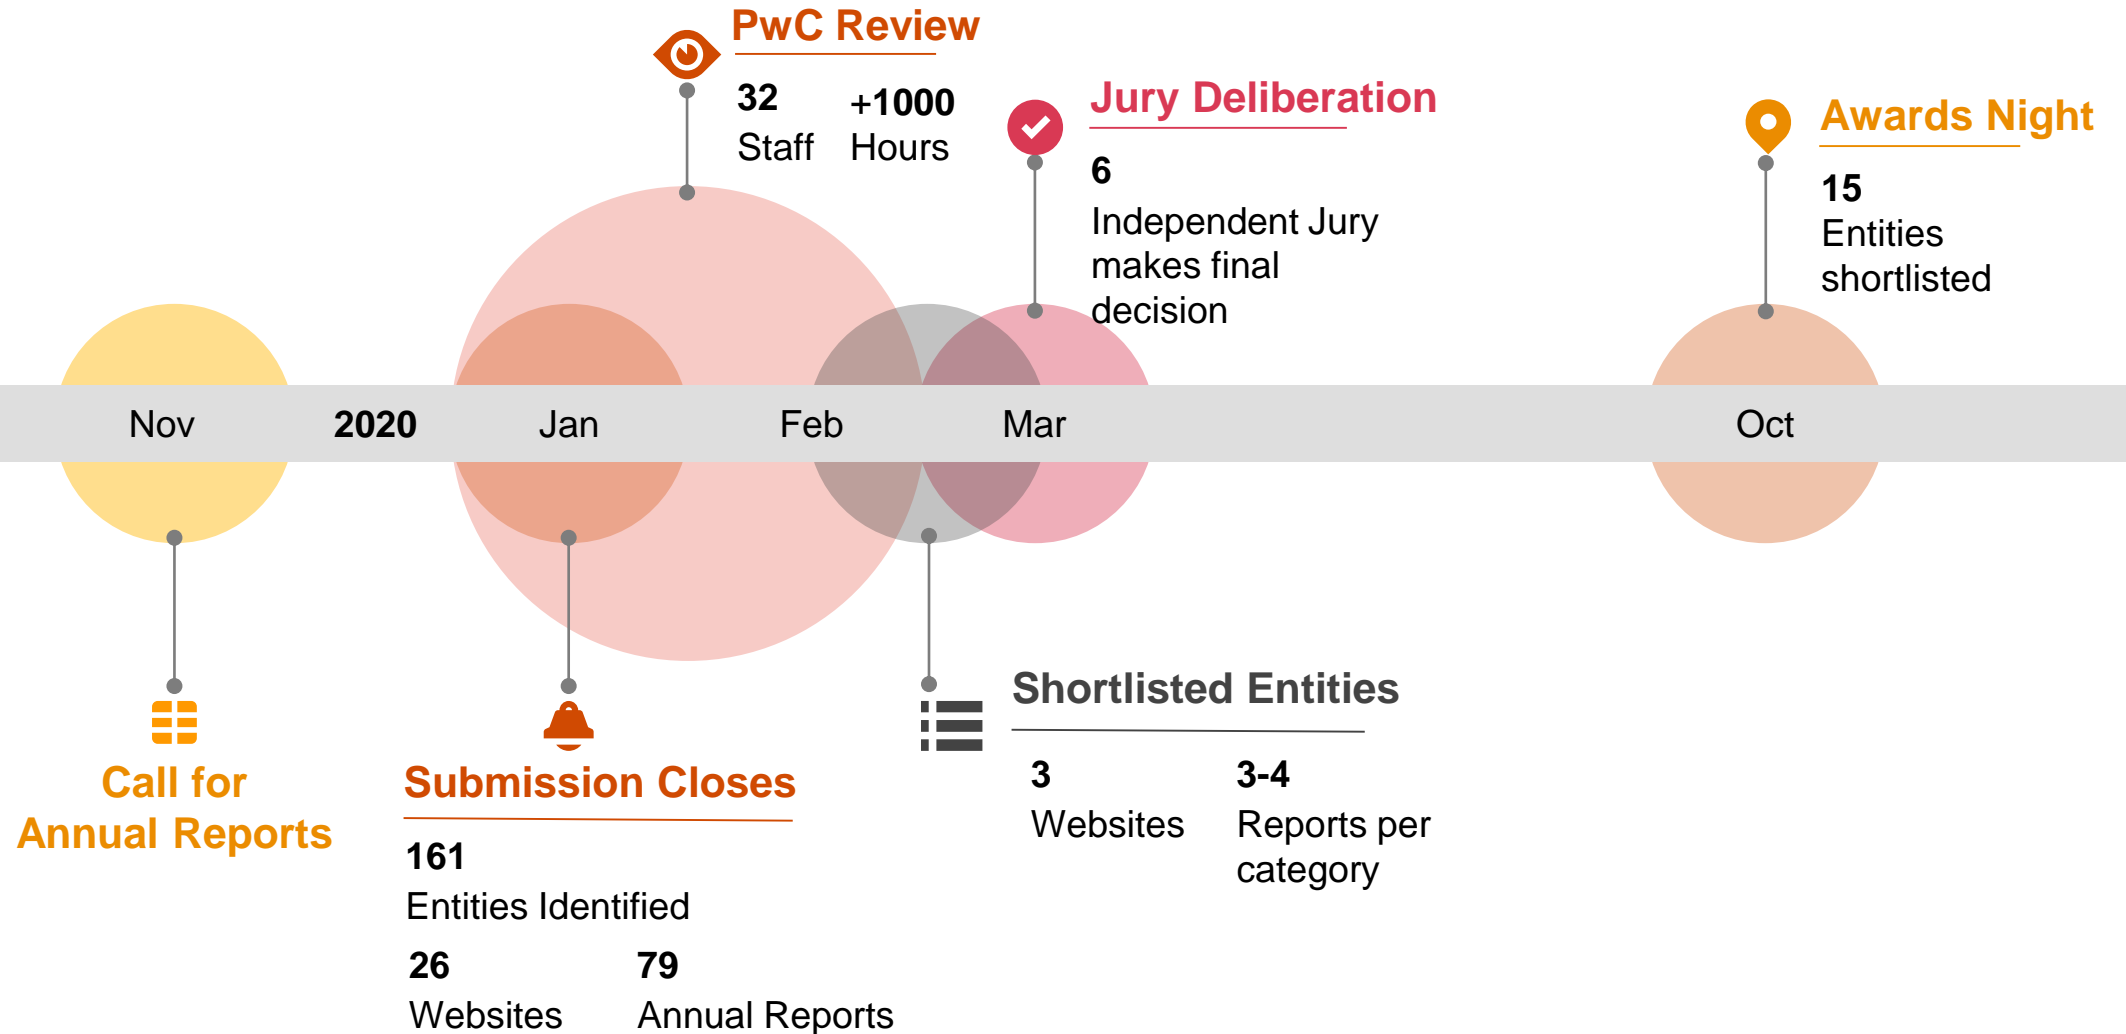 PwC Review
32
Staff
+1000
Hours
Jury Deliberation
6
Independent Jury
makes final
decision
Awards Night
15
Entities
shortlisted
Nov
2020
Jan
Feb
Mar
Oct
Call for
Annual Reports
Submission Closes
161
Entities Identified
26
Websites
79
Annual Reports
Shortlisted Entities
3
Websites
3-4
Reports per
category